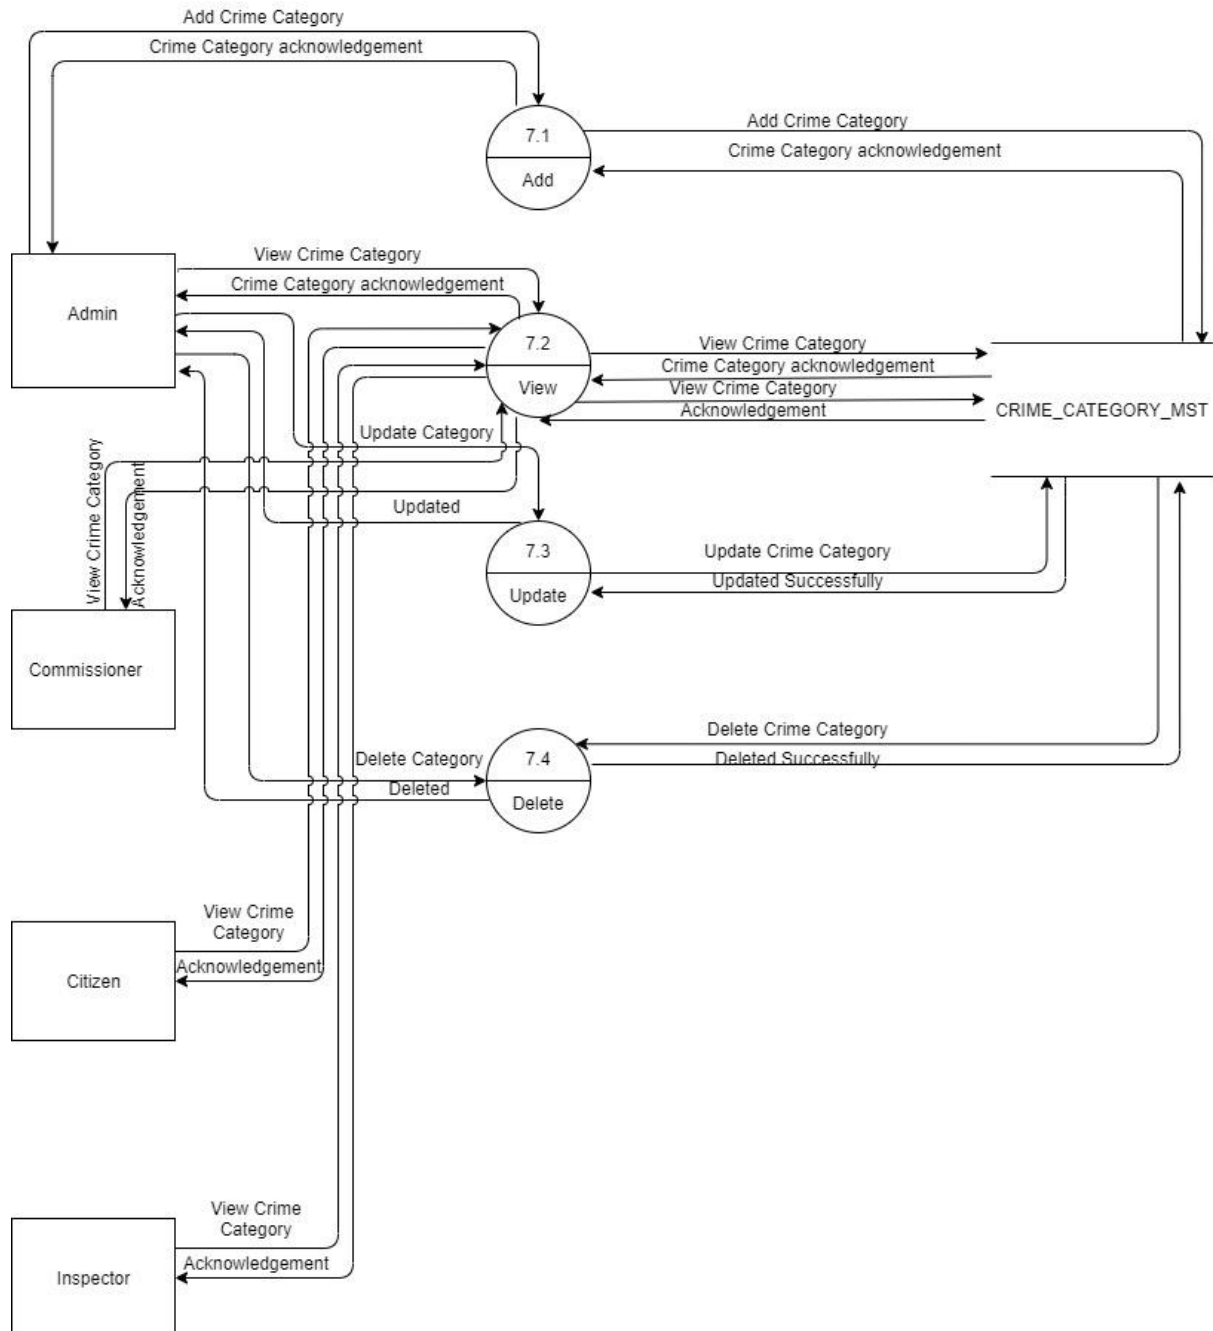 Add Crime Category
Crime Category acknowledgement
7.1
Add
Add Crime Category
Crime Category acknowledgement
Admin
View Crime Category
Crime Category acknowledgement
7.2
View
View Crime Category
Crime Category acknowledgement
View Crime Category
Acknowledgement
CRIME_CATEGORY_MST
Update Category
Updated
View Crime Category
Acknowledgement
7.3
Update
Update Crime Category
Updated Successfully
Commissioner
Delete Category
Deleted
7.4
Delete
Delete Crime Category
Deleted Successfully
Citizen
View Crime
Category
Acknowledgement
Inspector
View Crime
Category
Acknowledgement